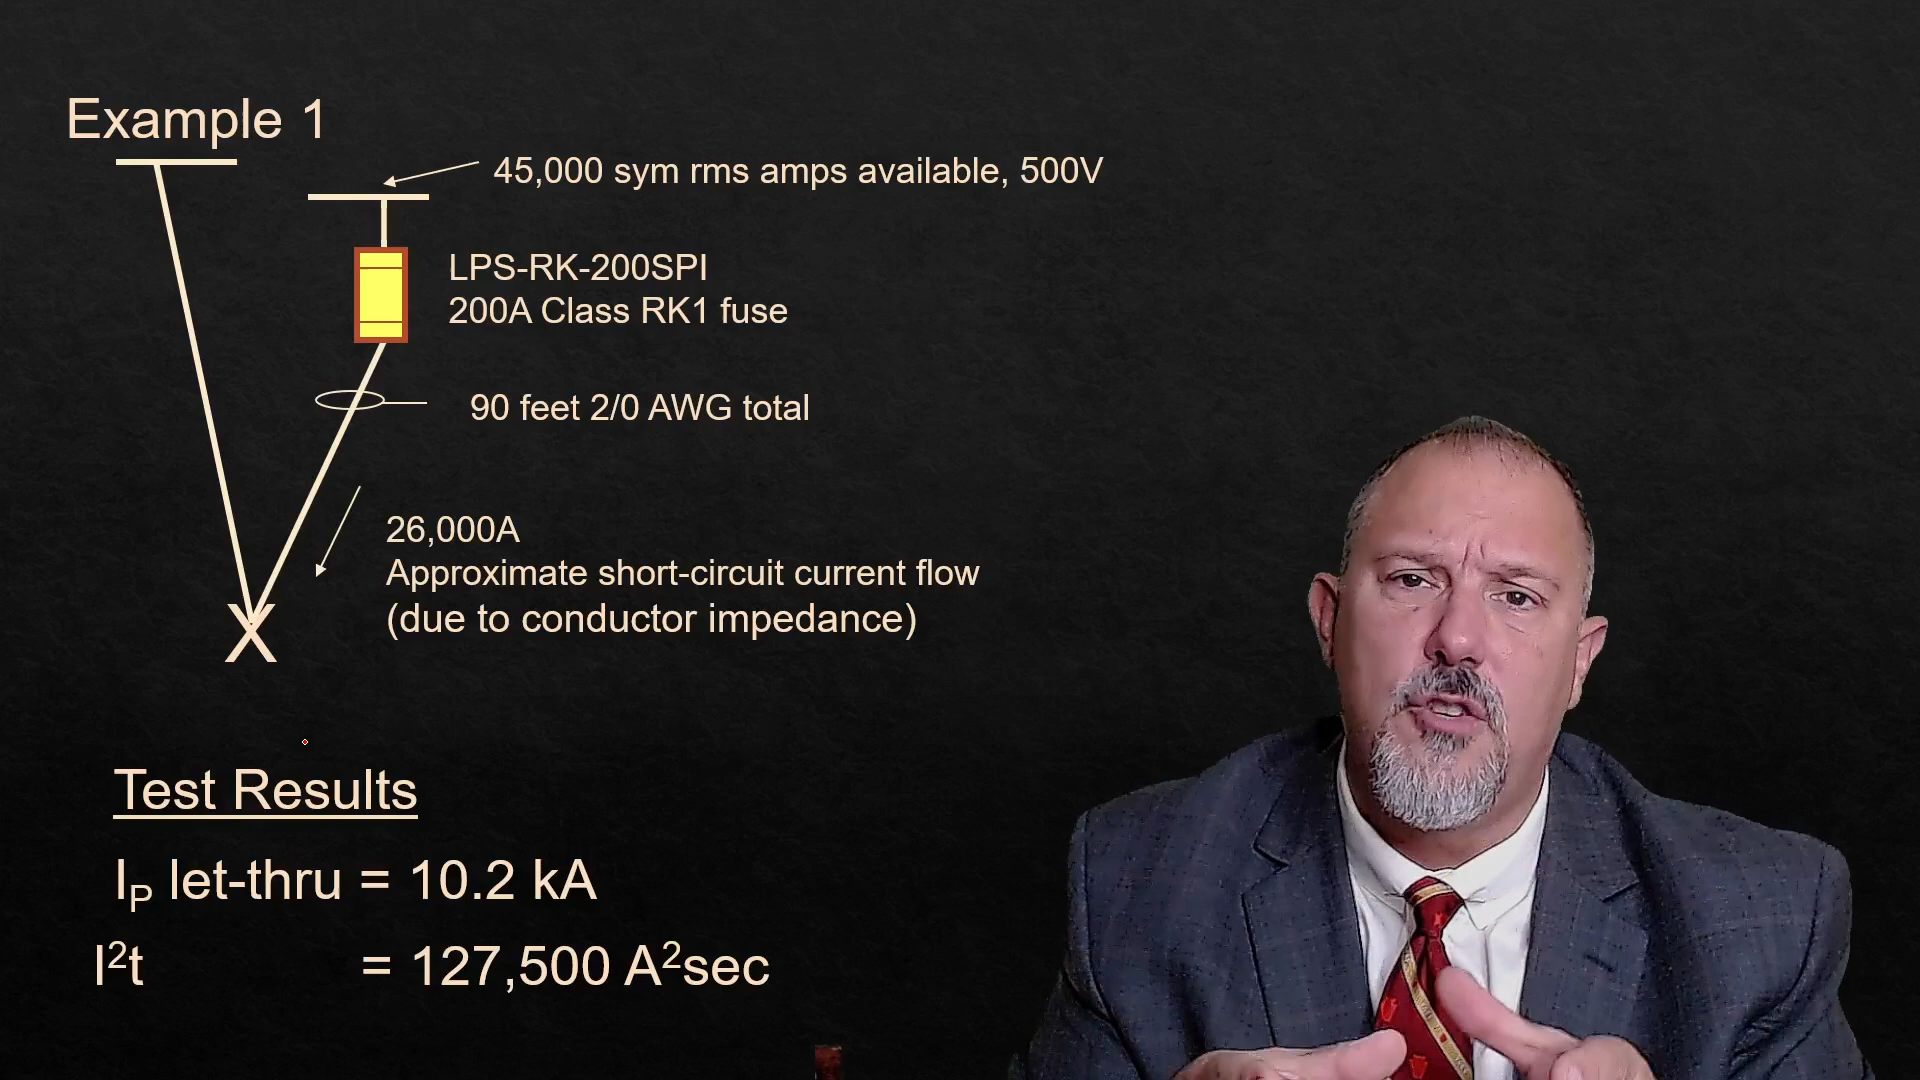 Example 1
45,000 sym rms amps available, 500V
LPS-RK-200SPI
200A Class RK1 fuse
90 feet 2/0 AWG total
26,000A
Approximate short-circuit current flow
(due to conductor impedance)
X
Test Results
I_P let-thru = 10.2 kA
I²t = 127,500 A²sec